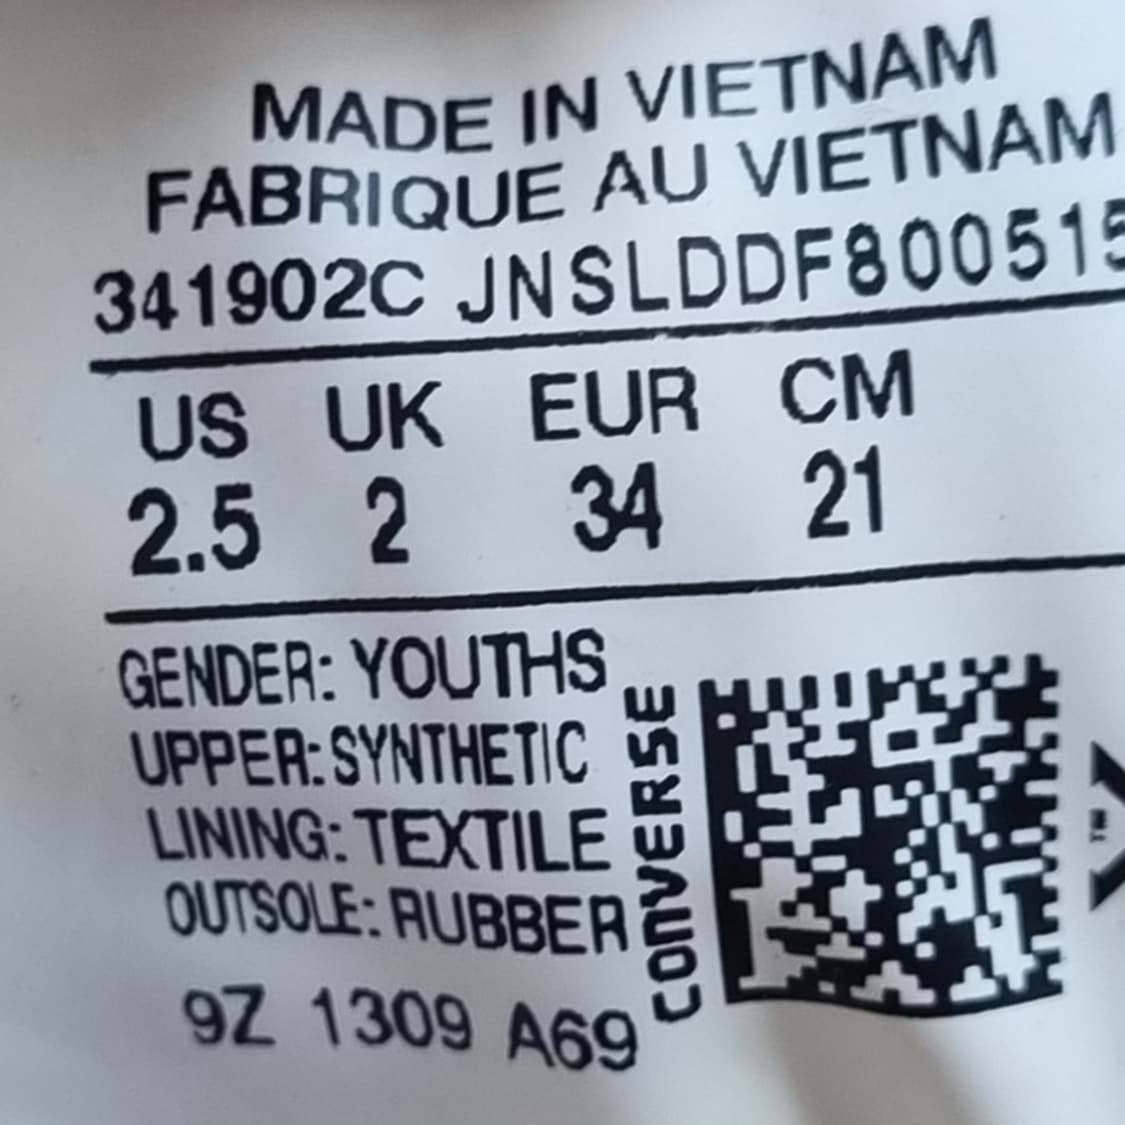 MADE IN VIETNAM
FABRIQUE AU VIETNAM
341902C JNSLDDF800515
US UK EUR CM
2.5 2 34 21
GENDER: YOUTHS
UPPER: SYNTHETIC
LINING: TEXTILE
OUTSOLE: RUBBER
9Z 1309 A69
CONVERSE
TM